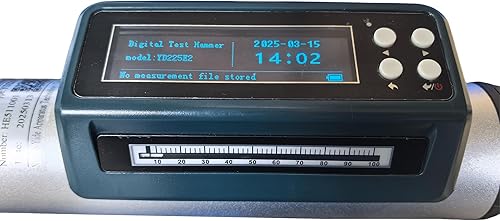 Digital Test Hammer
2025-03-15
model:YD225E2
14:02
No measurement file stored
10 20 30 40 50 60 70 80 90 100